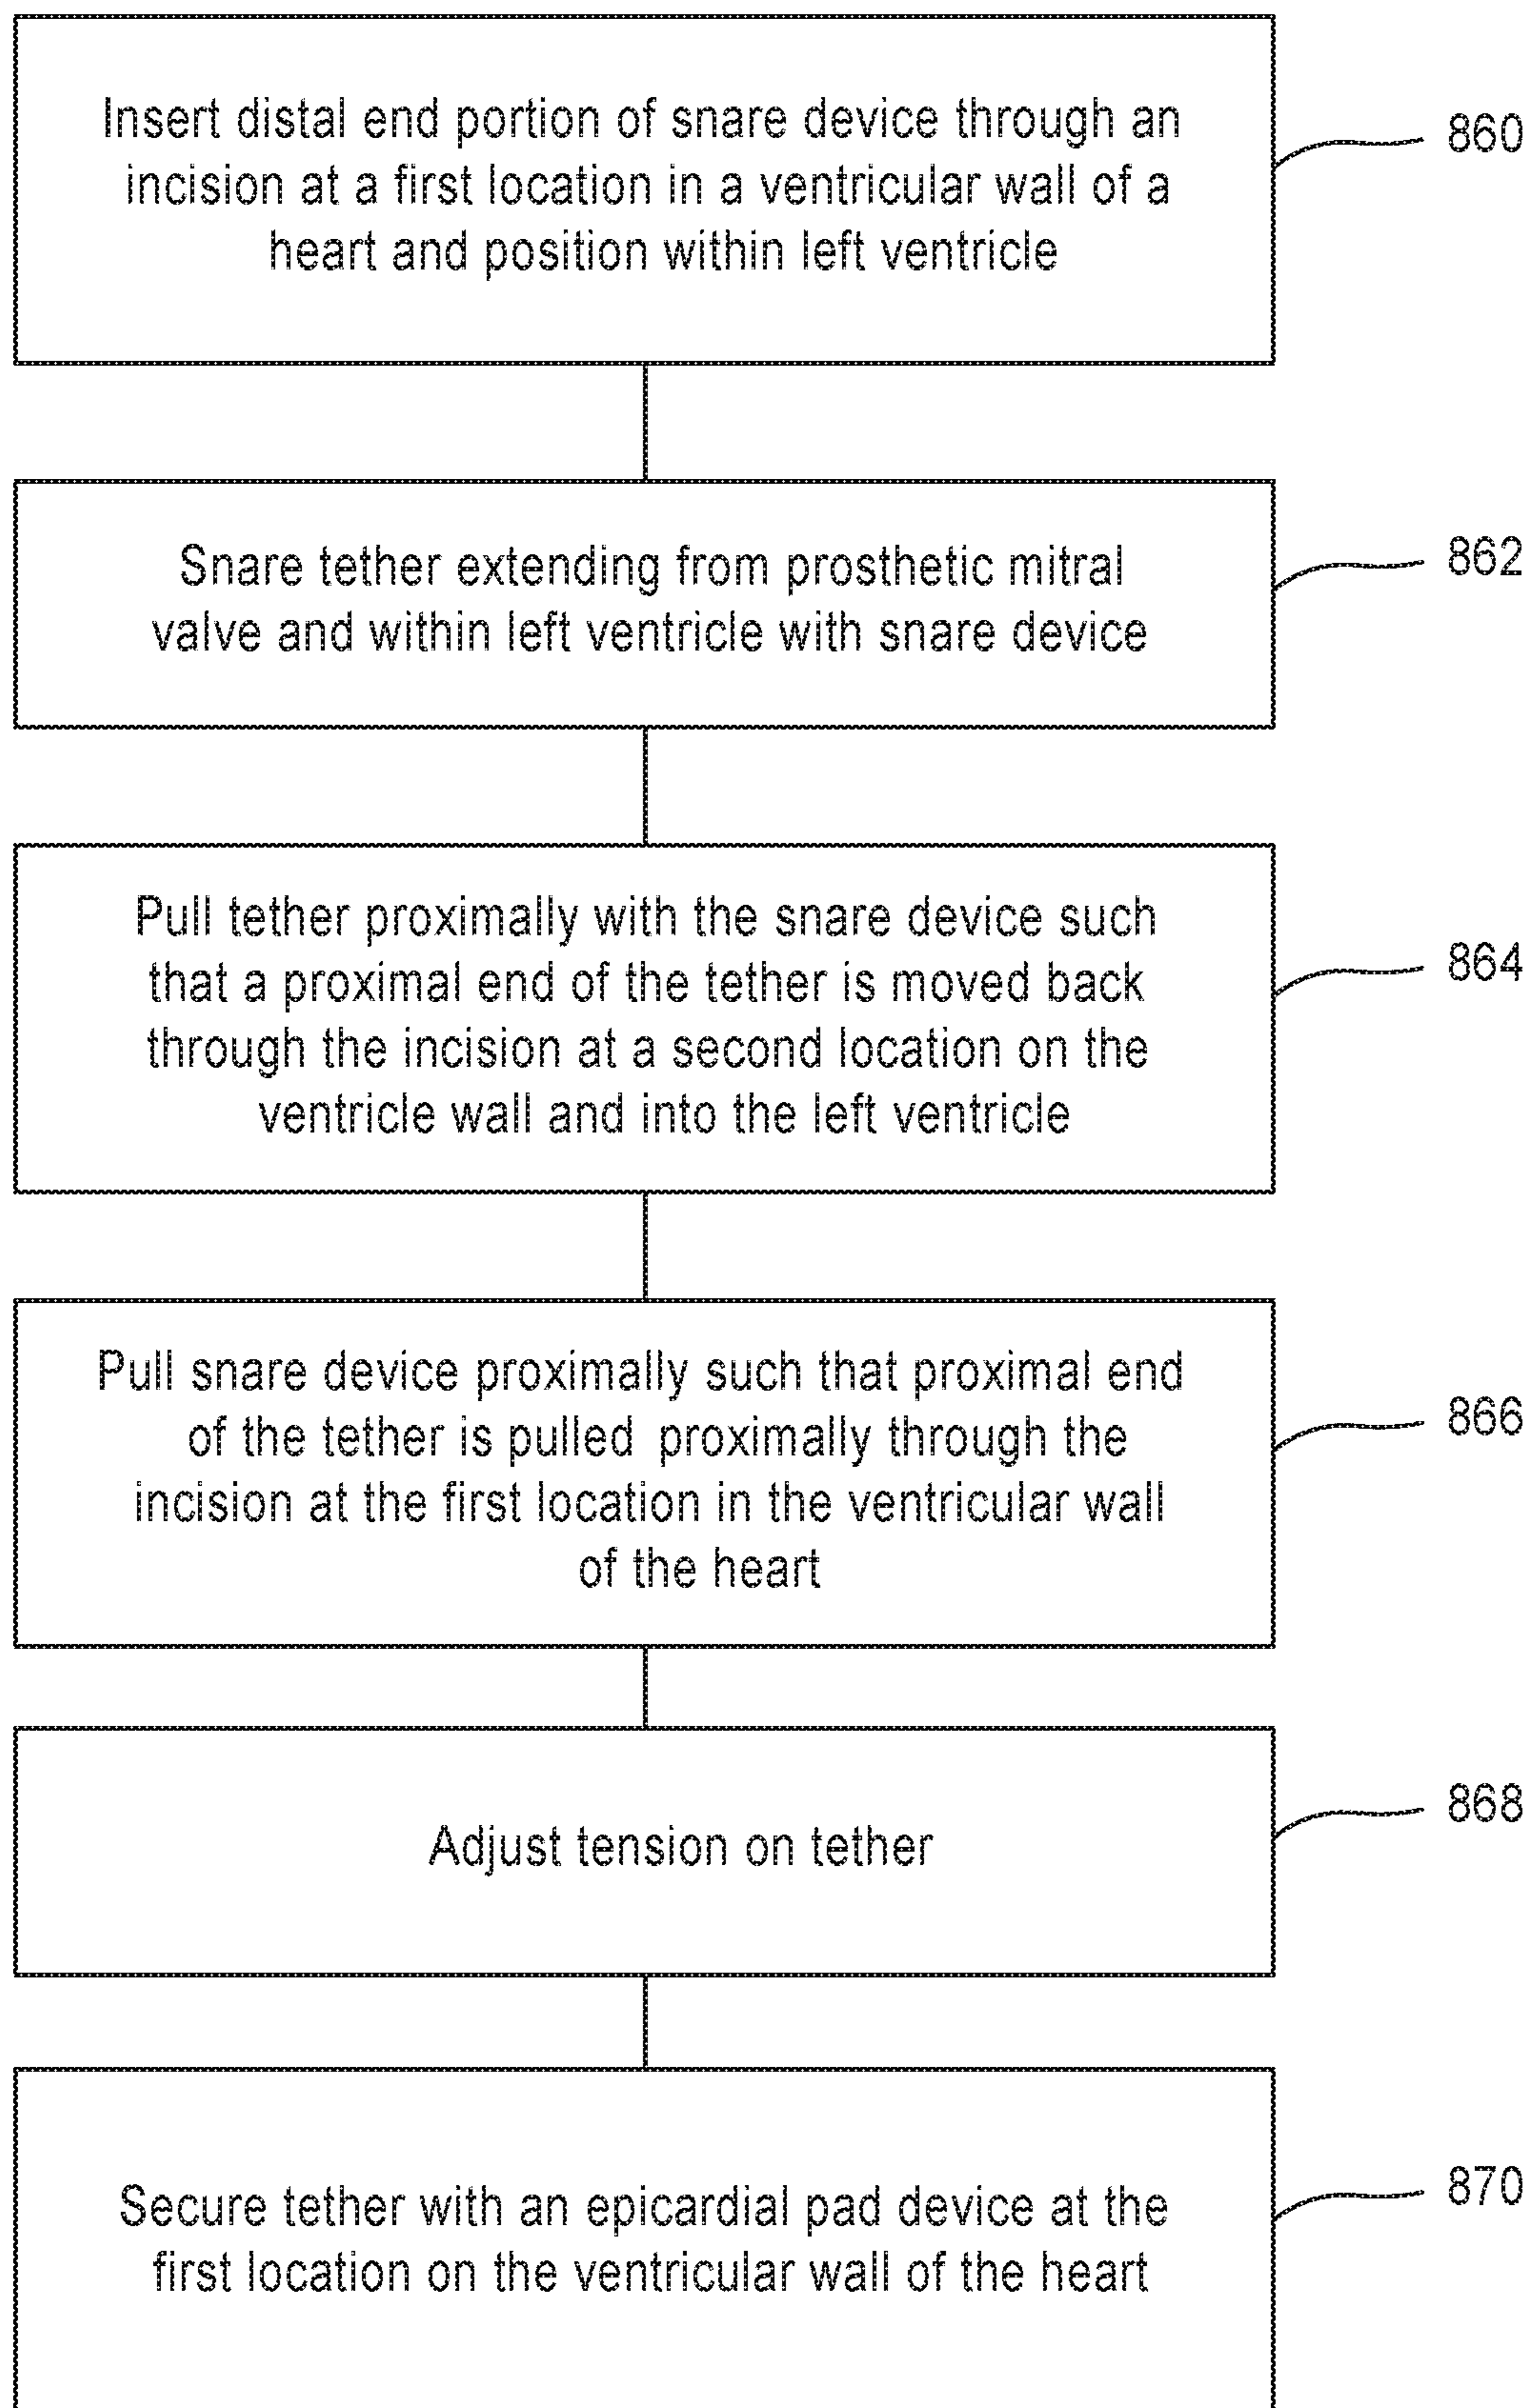 Insert distal end portion of snare device through an
incision at a first location in a ventricular wall of a
heart and position within left ventricle
860
Snare tether extending from prosthetic mitral
valve and within left ventricle with snare device
862
Pull tether proximally with the snare device such
that a proximal end of the tether is moved back
through the incision at a second location on the
ventricle wall and into the left ventricle
864
Pull snare device proximally such that proximal end
of the tether is pulled proximally through the
incision at the first location in the ventricular wall
of the heart
866
Adjust tension on tether
868
Secure tether with an epicardial pad device at the
first location on the ventricular wall of the heart
870